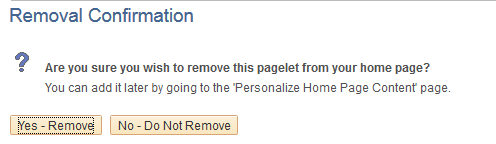 Removal Confirmation
Are you sure you wish to remove this pagelet from your home page?
You can add it later by going to the 'Personalize Home Page Content' page.
Yes - Remove No - Do Not Remove